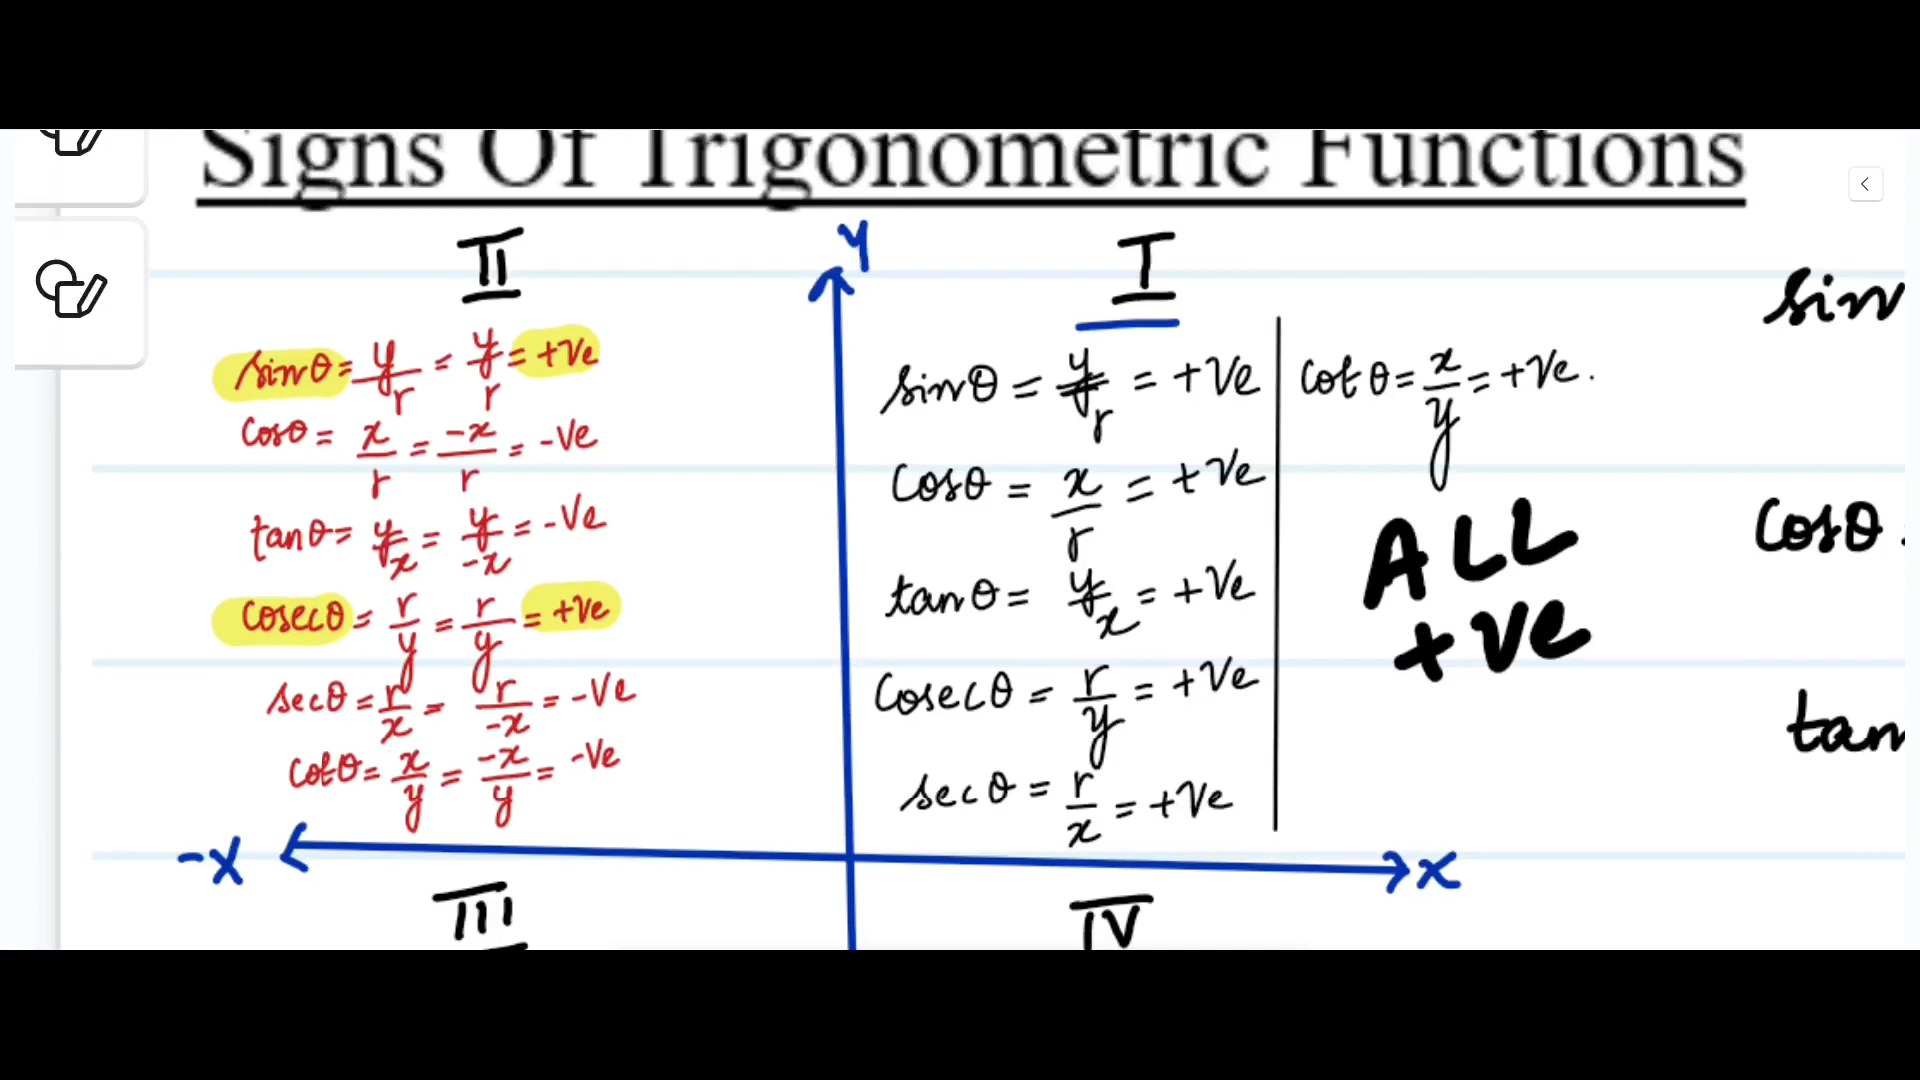 Signs Of Trigonometric Functions
II
sinθ = y/r = y/r = +ve
cosθ = x/r = -x/r = -ve
tanθ = y/x = y/-x = -ve
cosecθ = r/y = r/y = +ve
secθ = r/x = r/-x = -ve
cotθ = x/y = -x/y = -ve
Y
I
sinθ = y/r = +ve
cosθ = x/r = +ve
tanθ = y/x = +ve
cosecθ = r/y = +ve
secθ = r/x = +ve
cotθ = x/y = +ve.
ALL
+ve
sin
cosθ
tan
-X
X
III
IV